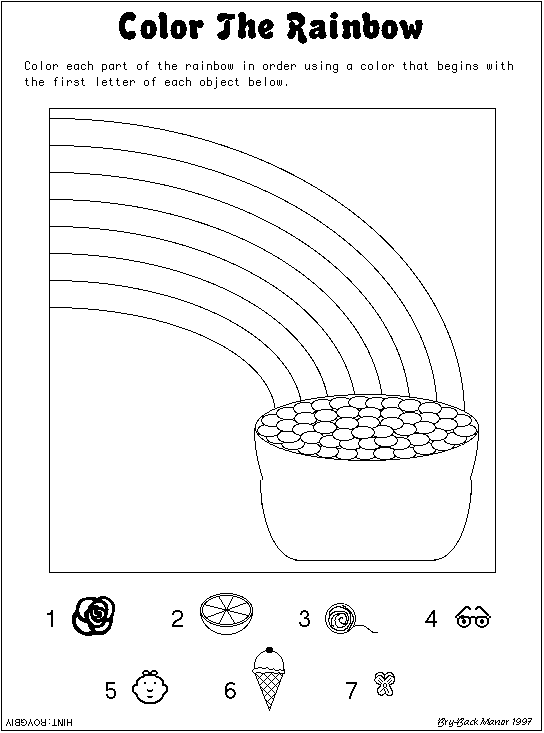 Color The Rainbow
Color each part of the rainbow in order using a color that begins with
the first letter of each object below.
1 2 3 4
5 6 7
HINT: ROYGBIV
Bry-Back Manor 1997